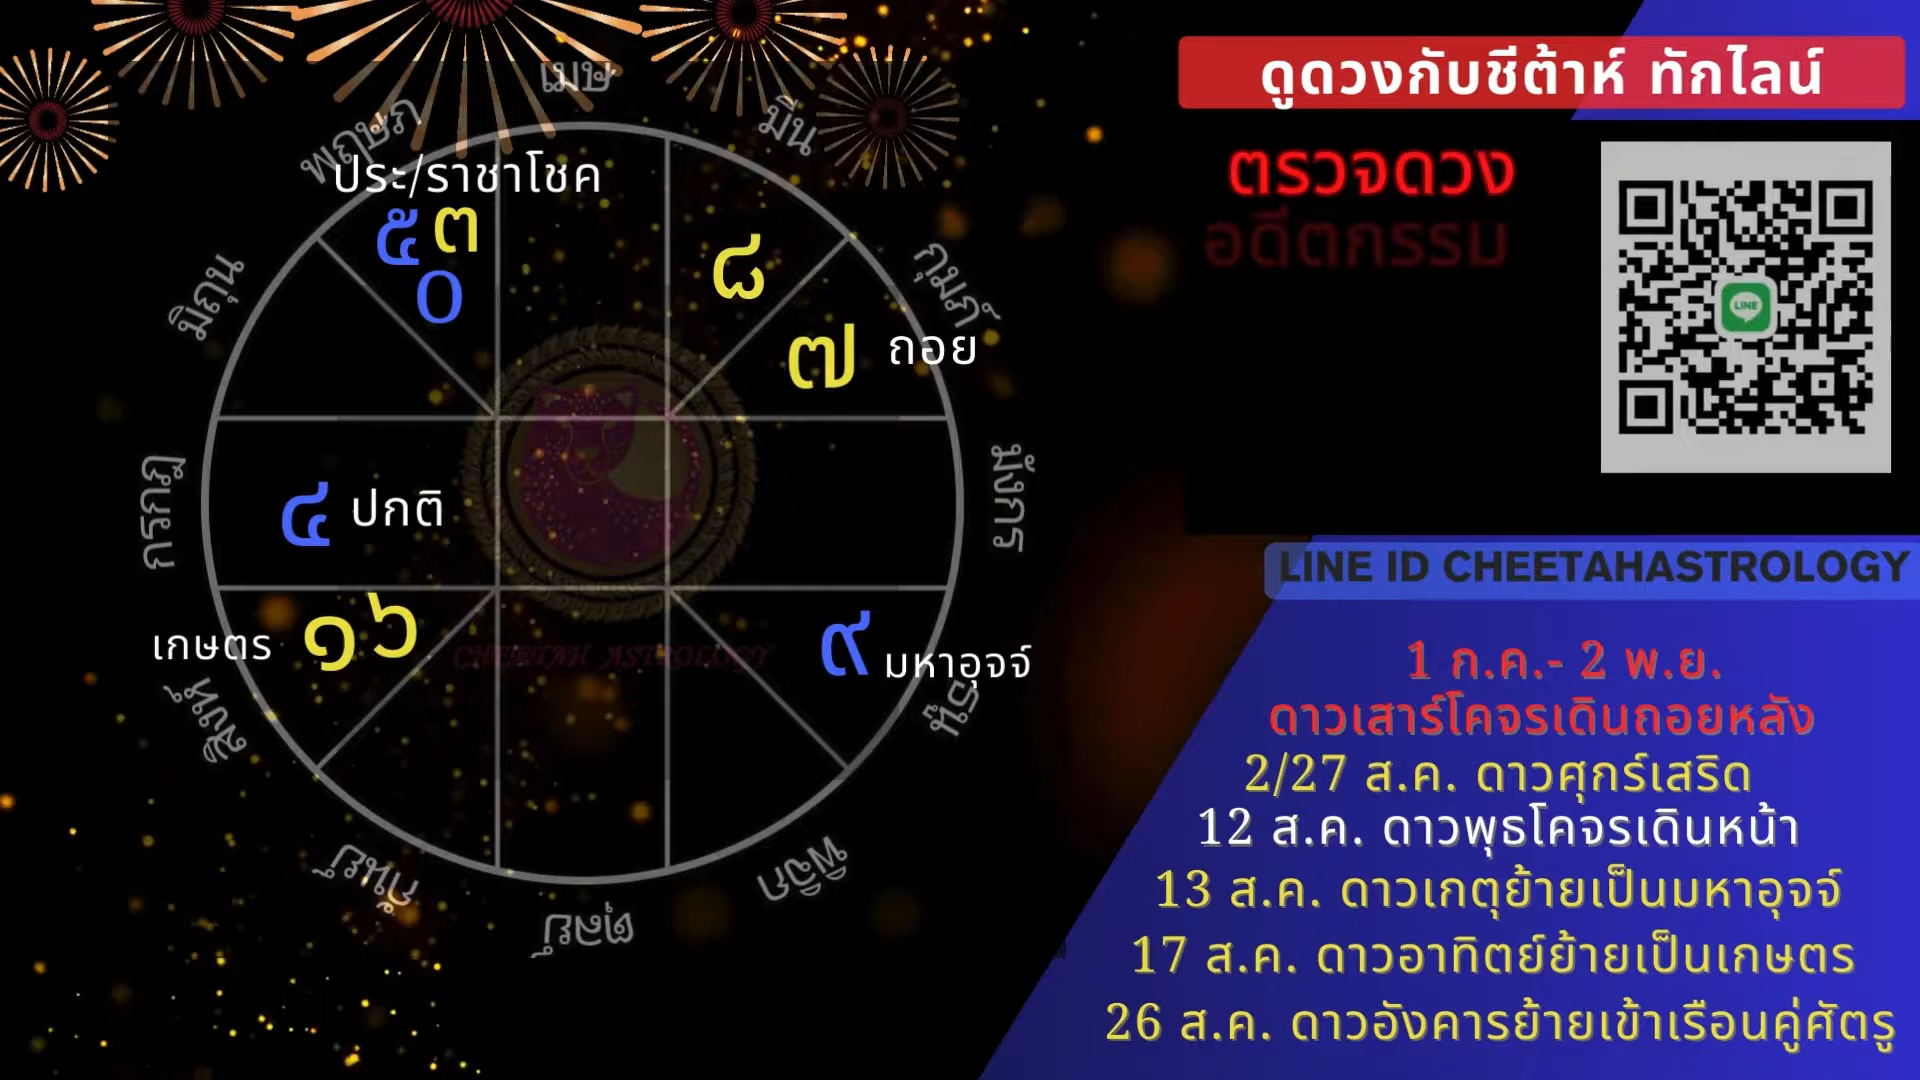 เมษ
พฤษภ
มีน
ประ/ราชาโชค
๕ ๓
๐
๘
มิถุน
กุมภ์
๗ ถอย
กรกฎ
๔ ปกติ
มังกร
เกษตร ๑ ๖
๙ มหาอุจจ์
CHEETAH ASTROLOGY
สิงห์
ธนู
กันย์
ตุลย์
พิจิก
ดูดวงกับชีต้าห์ ทักไลน์
ตรวจดวง
อดีตกรรม
LINE
LINE ID CHEETAHASTROLOGY
1 ก.ค.- 2 พ.ย.
ดาวเสาร์โคจรเดินถอยหลัง
2/27 ส.ค. ดาวศุกร์เสริด
12 ส.ค. ดาวพุธโคจรเดินหน้า
13 ส.ค. ดาวเกตุย้ายเป็นมหาอุจจ์
17 ส.ค. ดาวอาทิตย์ย้ายเป็นเกษตร
26 ส.ค. ดาวอังคารย้ายเข้าเรือนคู่ศัตรู